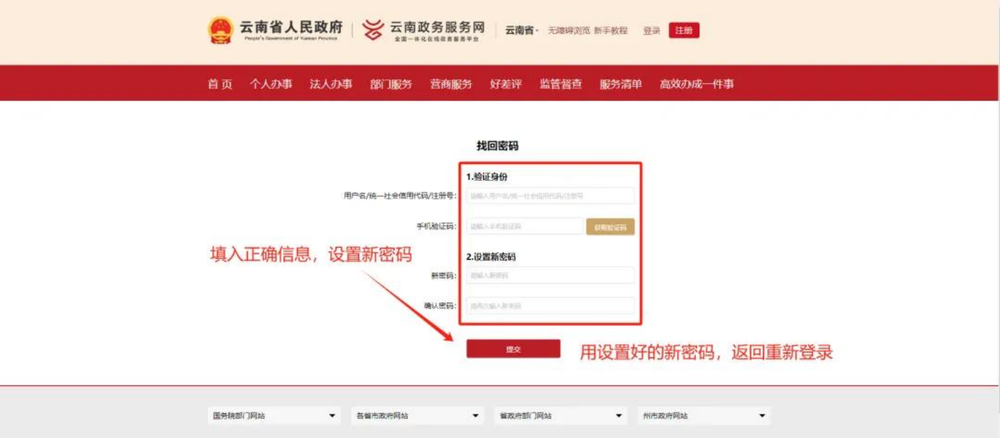 云南省人民政府
People's Government of Yunnan Province
云南政务服务网
全国一体化在线政务服务平台
云南省 无障碍浏览 新手教程 登录 注册
首页 个人办事 法人办事 部门服务 营商服务 好差评 监管督查 服务清单 高效办成一件事
找回密码
1.验证身份
用户名/统一社会信用代码/注册号: 请输入用户名/统一社会信用代码/注册号
手机验证码: 请输入手机验证码 获取验证码
填入正确信息，设置新密码
2.设置新密码
新密码: 请输入新密码
确认密码: 请再次输入新密码
提交
用设置好的新密码，返回重新登录
国务院部门网站 各省市政府网站 省政府部门网站 州市政府网站